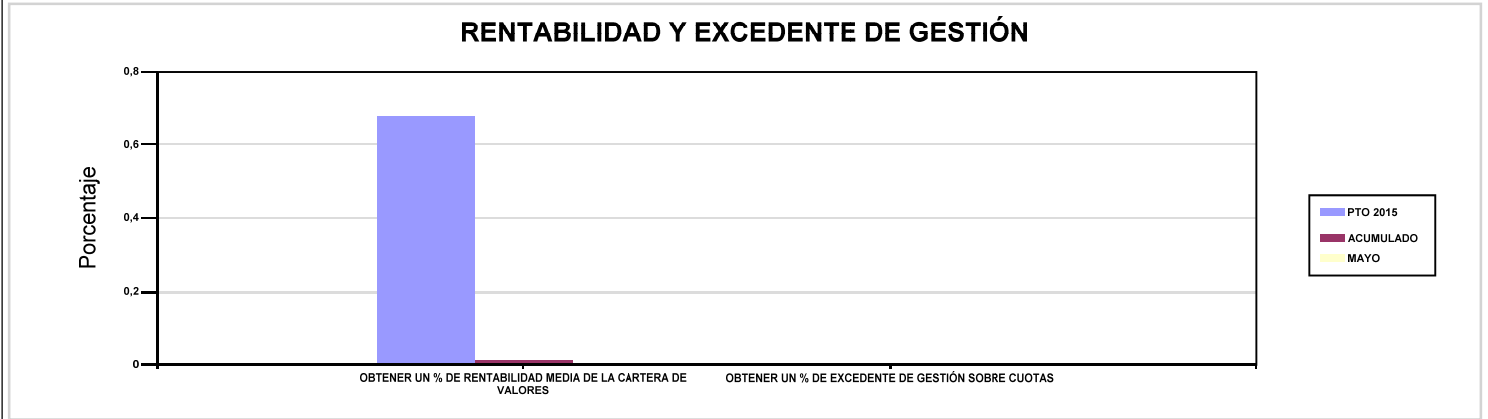 RENTABILIDAD Y EXCEDENTE DE GESTIÓN
0,8
0,6
0,4
0,2
0
Porcentaje
OBTENER UN % DE RENTABILIDAD MEDIA DE LA CARTERA DE
VALORES
OBTENER UN % DE EXCEDENTE DE GESTIÓN SOBRE CUOTAS
PTO 2015
ACUMULADO
MAYO